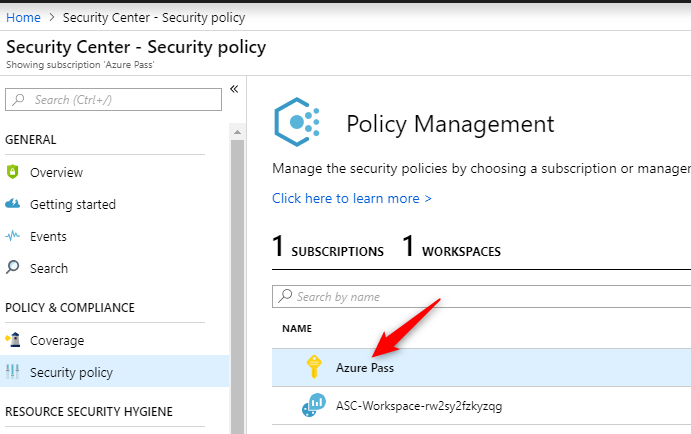 Home > Security Center - Security policy
Security Center - Security policy
Showing subscription 'Azure Pass'
Search (Ctrl+/)
«
GENERAL
Overview
Getting started
Events
Search
POLICY & COMPLIANCE
Coverage
Security policy
RESOURCE SECURITY HYGIENE
Policy Management
Manage the security policies by choosing a subscription or manager
Click here to learn more >
1 SUBSCRIPTIONS 1 WORKSPACES
Search by name
NAME
Azure Pass
ASC-Workspace-rw2sy2fzkyzqg